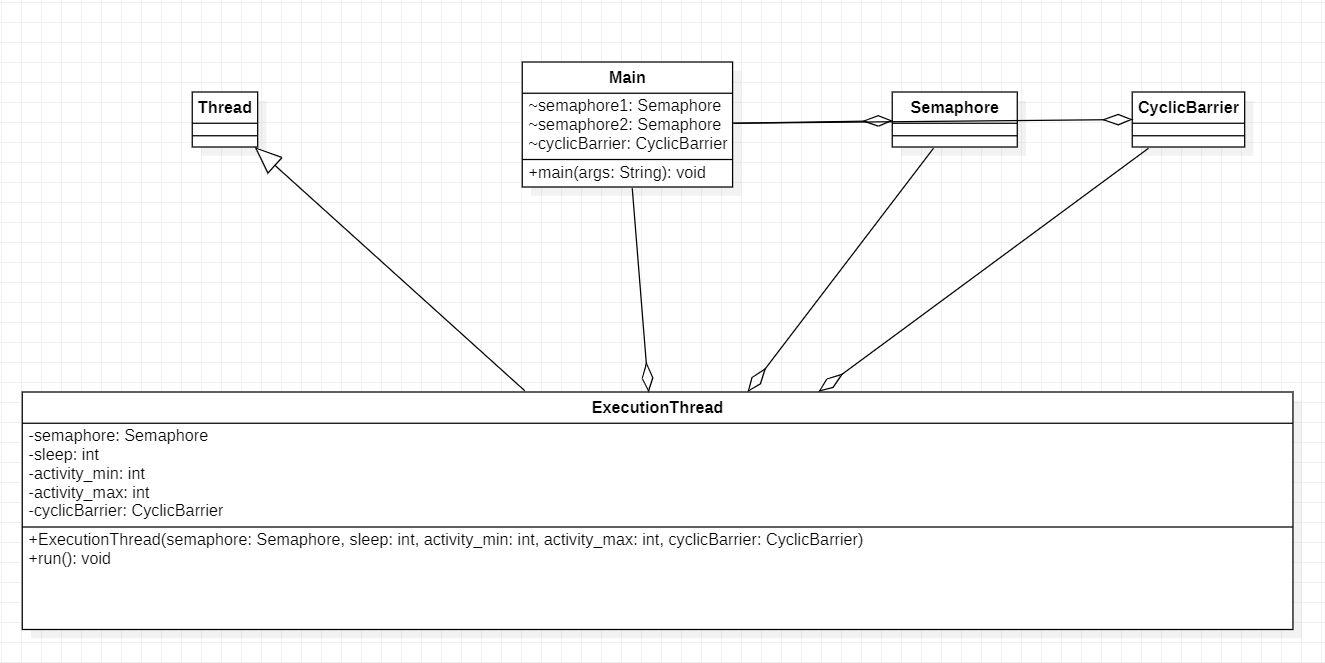 Thread
Main
~semaphore1: Semaphore
~semaphore2: Semaphore
~cyclicBarrier: CyclicBarrier
+main(args: String): void
Semaphore
CyclicBarrier
ExecutionThread
-semaphore: Semaphore
-sleep: int
-activity_min: int
-activity_max: int
-cyclicBarrier: CyclicBarrier
+ExecutionThread(semaphore: Semaphore, sleep: int, activity_min: int, activity_max: int, cyclicBarrier: CyclicBarrier)
+run(): void